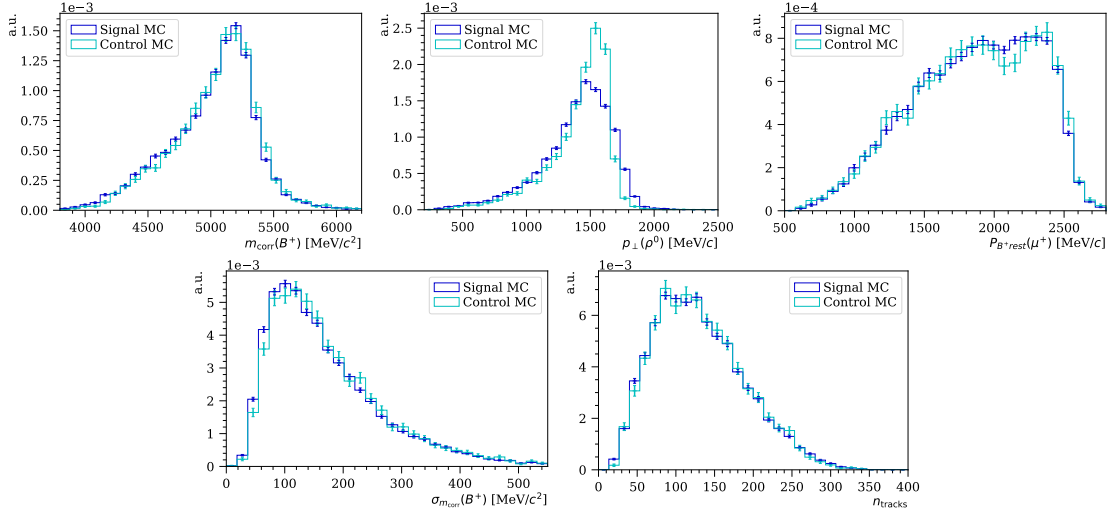 1e−3
a.u.
Signal MC
Control MC
1.50
1.25
1.00
0.75
0.50
0.25
0.00
4000 4500 5000 5500 6000
m_corr(B⁺) [MeV/c²]
1e−3
a.u.
Signal MC
Control MC
3.0
2.5
2.0
1.5
1.0
0.5
0.0
500 1000 1500 2000 2500
p⊥(ρ⁰) [MeV/c]
1e−4
a.u.
Signal MC
Control MC
8
6
4
2
0
500 1000 1500 2000 2500
P_B⁺rest(μ⁺) [MeV/c]
1e−3
a.u.
Signal MC
Control MC
5
4
3
2
1
0
0 100 200 300 400 500
σ_m_corr(B⁺) [MeV/c²]
1e−3
a.u.
Signal MC
Control MC
6
4
2
0
0 50 100 150 200 250 300 350 400
n_tracks